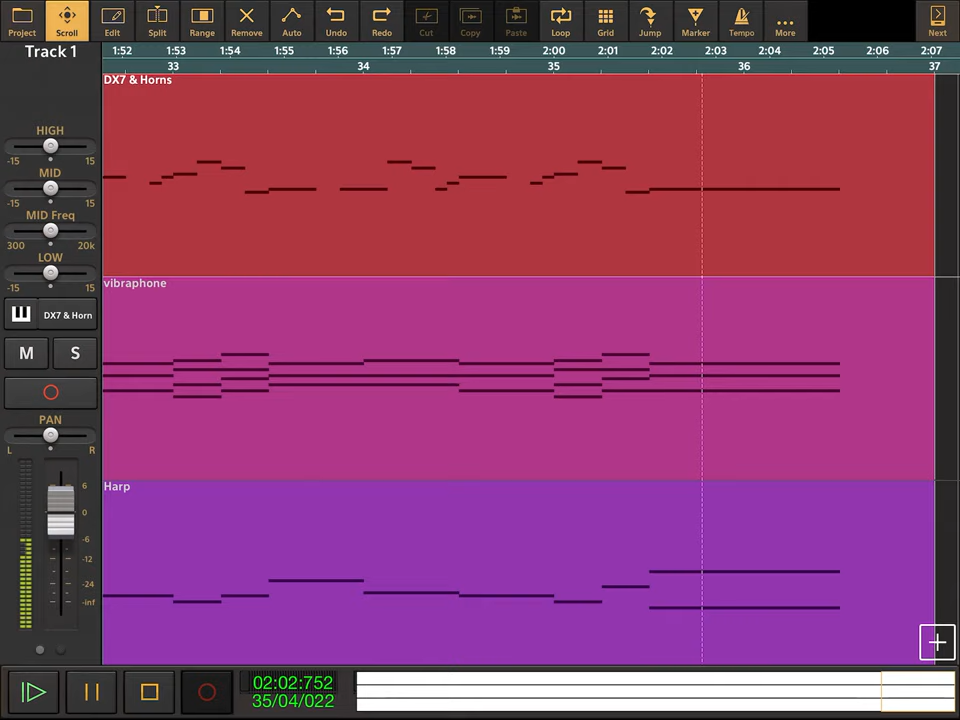 Project Scroll Edit Split Range Remove Auto Undo Redo Cut Copy Paste Loop Grid Jump Marker Tempo More Next
Track 1
1:52 1:53 1:54 1:55 1:56 1:57 1:58 1:59 2:00 2:01 2:02 2:03 2:04 2:05 2:06 2:07
33 34 35 36 37
DX7 & Horns
HIGH
-15 15
MID
-15 15
MID Freq
300 20k
LOW
-15 15
DX7 & Horn
M S
PAN
L R
6
0
-6
-12
-24
-inf
vibraphone
Harp
02:02:752
35/04/022